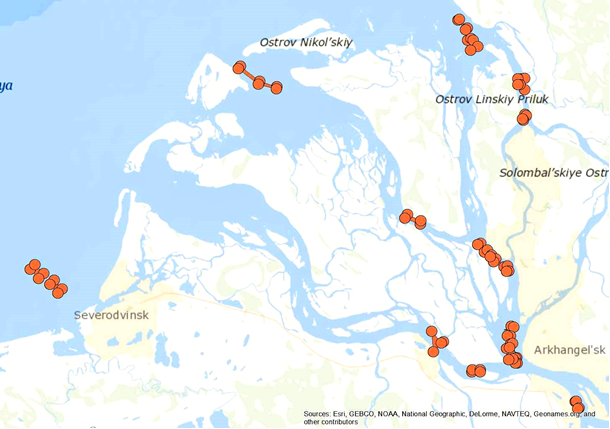 Ostrov Nikol'skiy
ya
Ostrov Linskiy Priluk
Solombal'skiye Ostr
Severodvinsk
Arkhangel'sk
Sources: Esri, GEBCO, NOAA, National Geographic, DeLorme, NAVTEQ, Geonames.org, and
other contributors